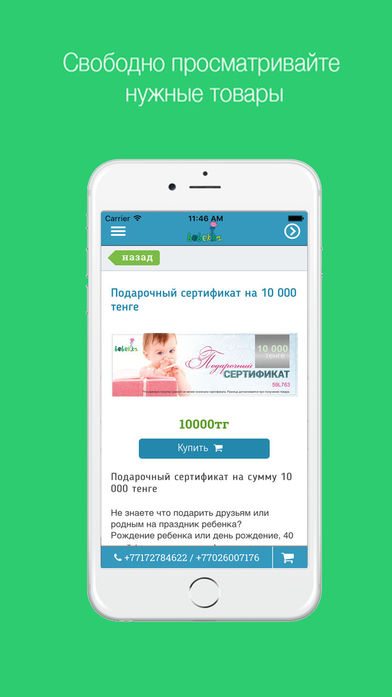 Свободно просматривайте
нужные товары
Carrier
11:46 AM
назад
Подарочный сертификат на 10 000
тенге
10 000
ТЕНГЕ
Подарочный
СЕРТИФИКАТ
10000тг
Купить
Подарочный сертификат на сумму 10
000 тенге
Не знаете что подарить друзьям или
родным на праздник ребенка?
Рождение ребенка или день рождение, 40
+77172784622 / +77026007176